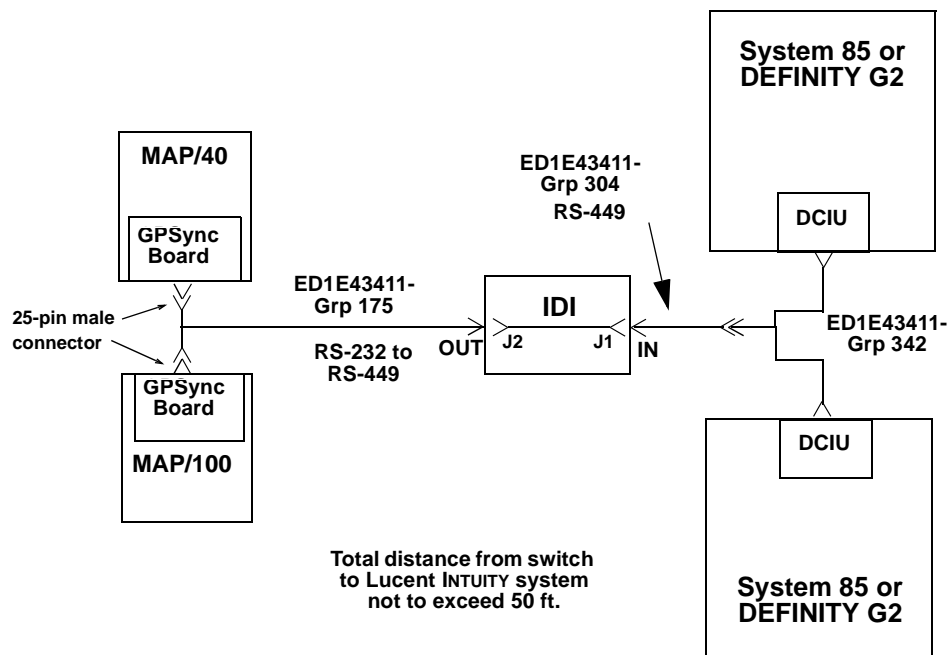 System 85 or
DEFINITY G2
DCIU
MAP/40
GPSync
Board
ED1E43411-
Grp 304
RS-449
25-pin male
connector
ED1E43411-
Grp 175
RS-232 to
RS-449
OUT
IDI
J2
J1
IN
ED1E43411-
Grp 342
GPSync
Board
MAP/100
DCIU
System 85 or
DEFINITY G2
Total distance from switch
to Lucent INTUITY system
not to exceed 50 ft.